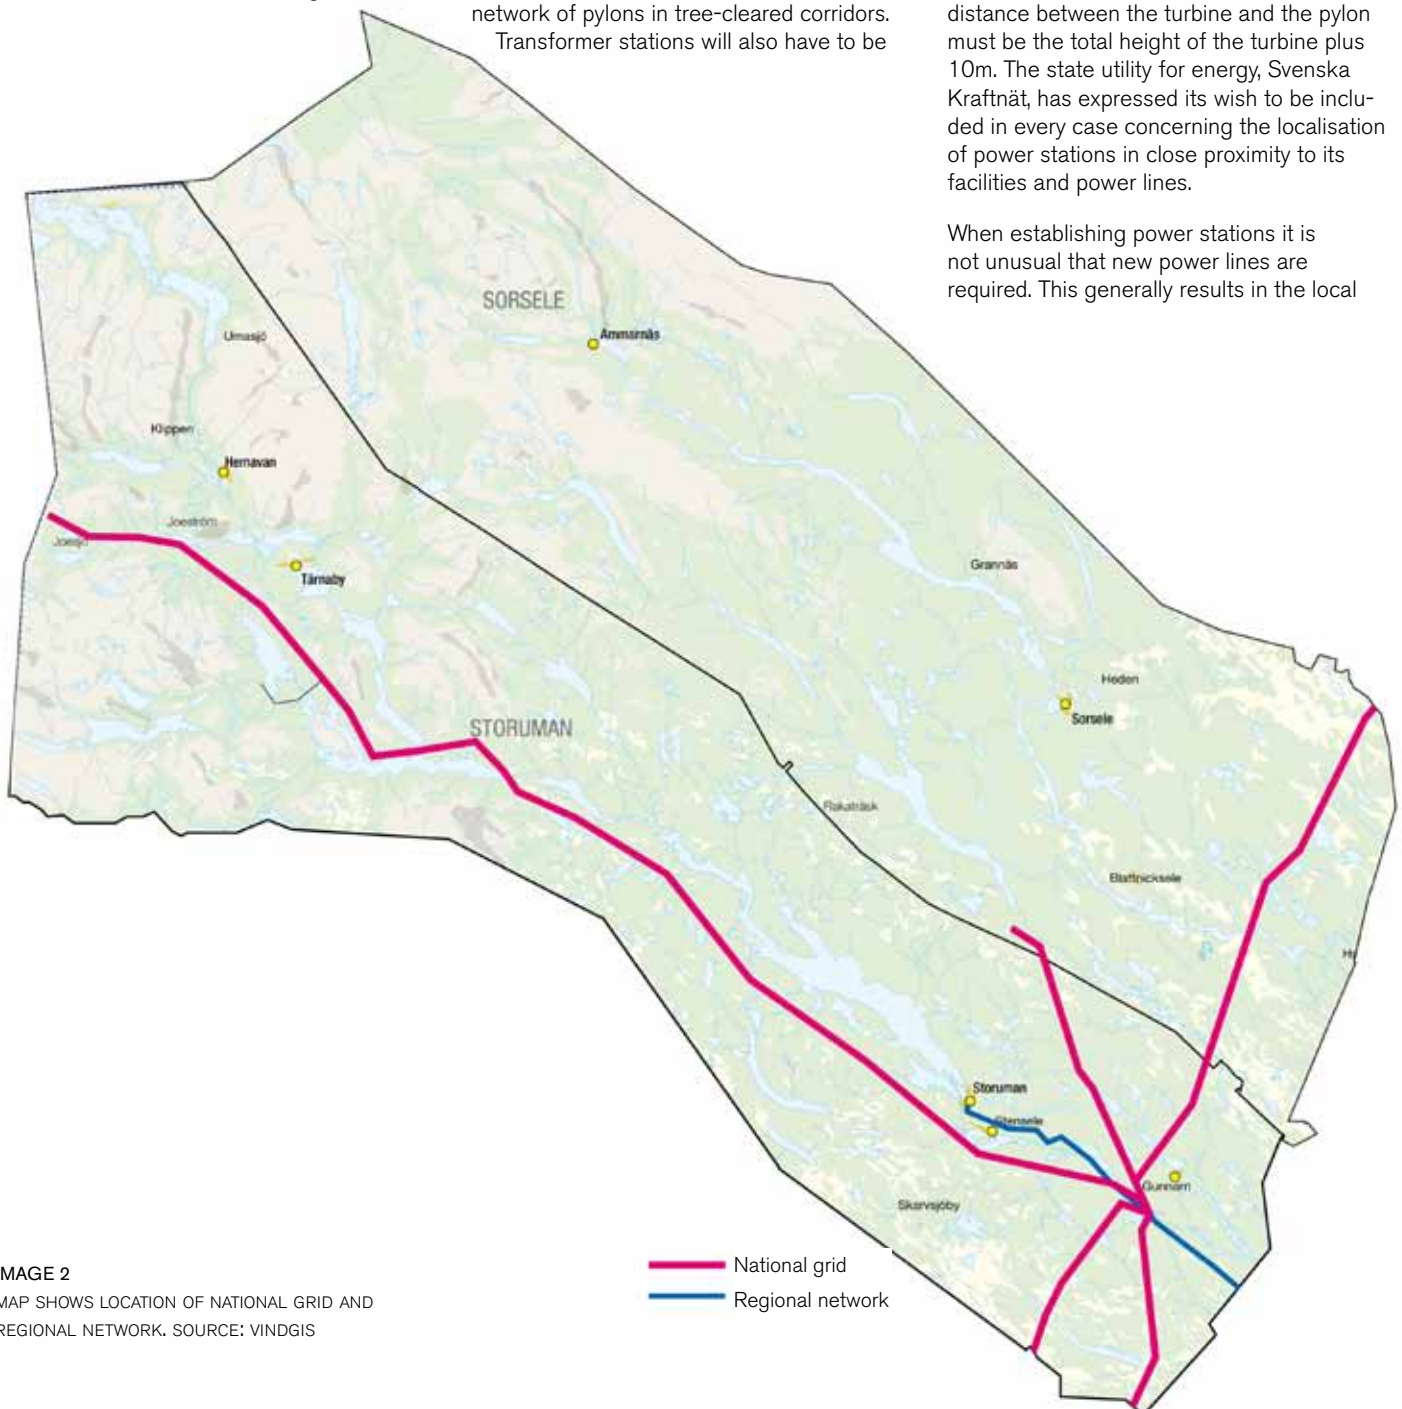 network of pylons in tree-cleared corridors.
Transformer stations will also have to be
distance between the turbine and the pylon
must be the total height of the turbine plus
10m. The state utility for energy, Svenska
Kraftnät, has expressed its wish to be inclu-
ded in every case concerning the localisation
of power stations in close proximity to its
facilities and power lines.
When establishing power stations it is
not unusual that new power lines are
required. This generally results in the local
SORSELE
Ammarnäs
Umasjö
Klippen
Hemavan
Joeström
Joesjö
Tärnaby
Grannäs
Heden
Sorsele
STORUMAN
Blattnicksele
Storuman
Stensele
Gunnarn
Skarvsjöby
National grid
Regional network
MAGE 2
MAP SHOWS LOCATION OF NATIONAL GRID AND
REGIONAL NETWORK. SOURCE: VINDGIS